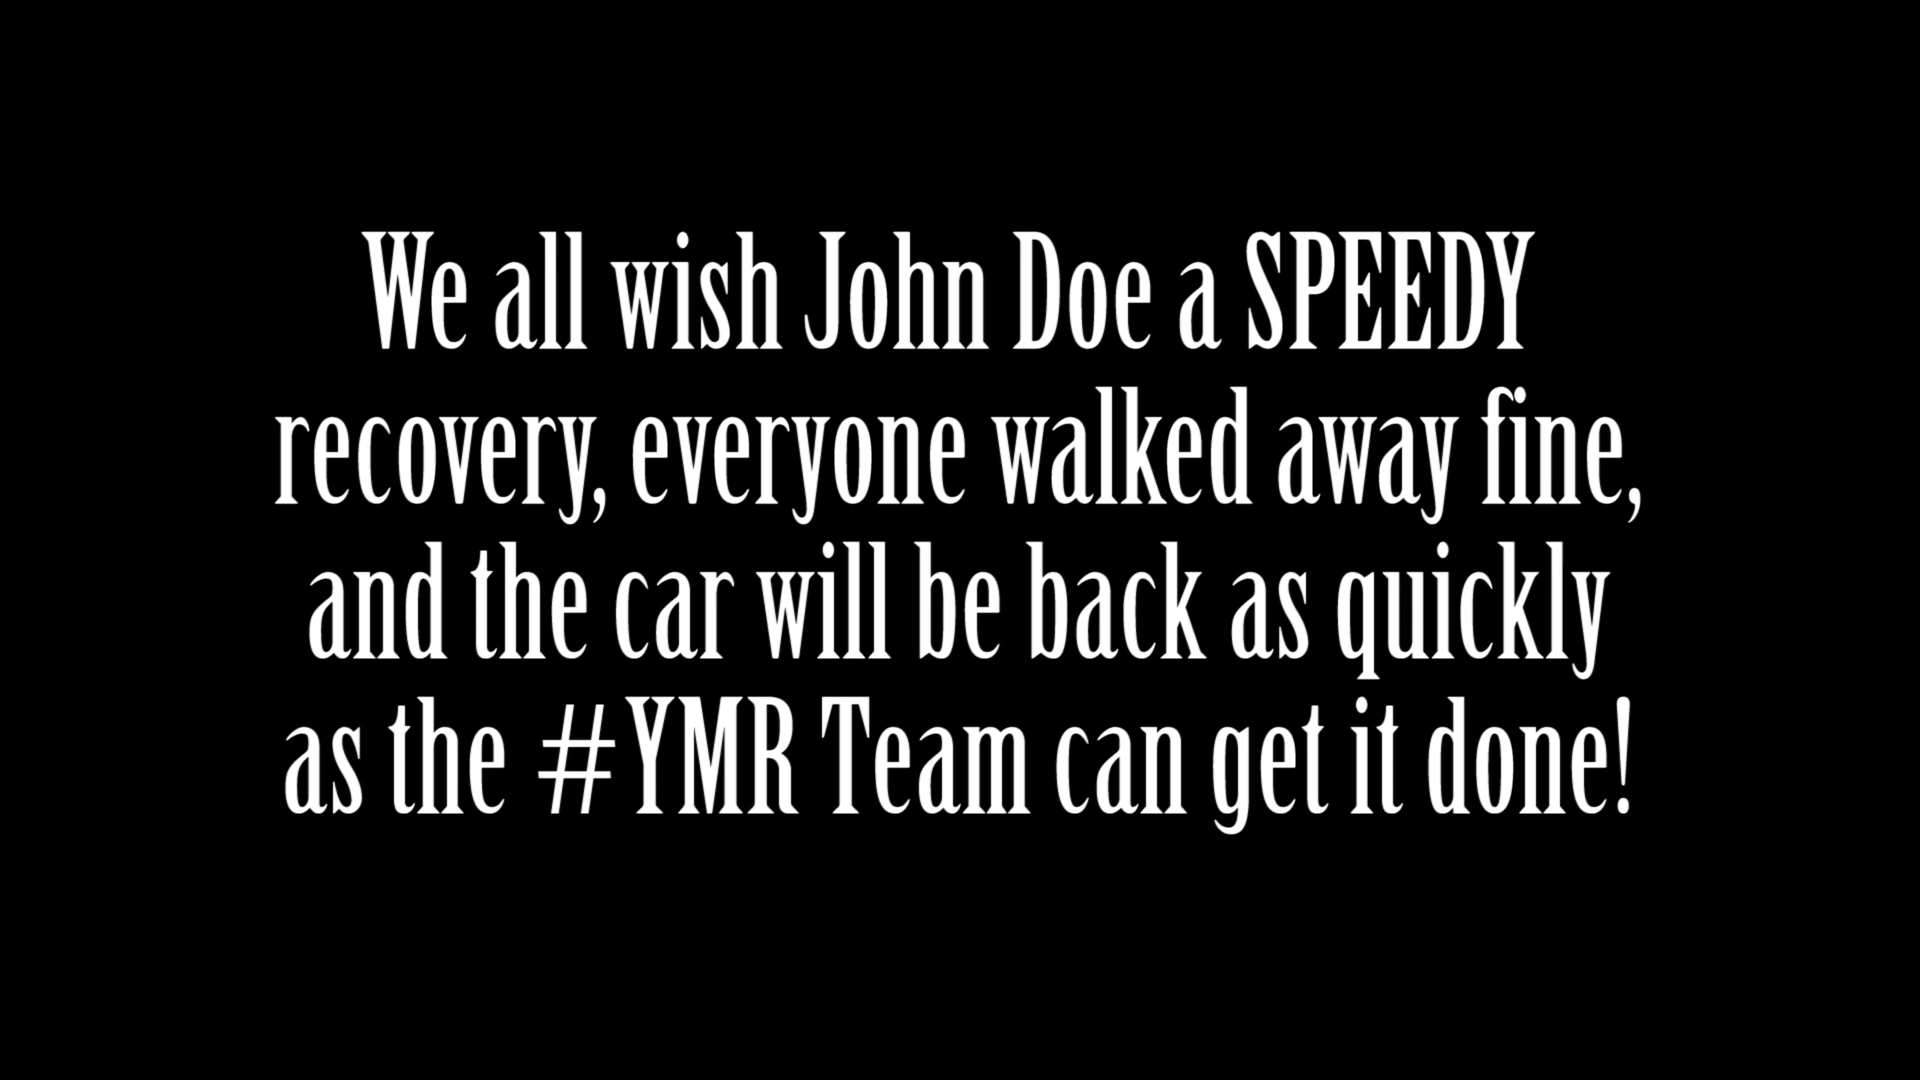 We all wish John Doe a SPEEDY
recovery, everyone walked away fine,
and the car will be back as quickly
as the #YMR Team can get it done!